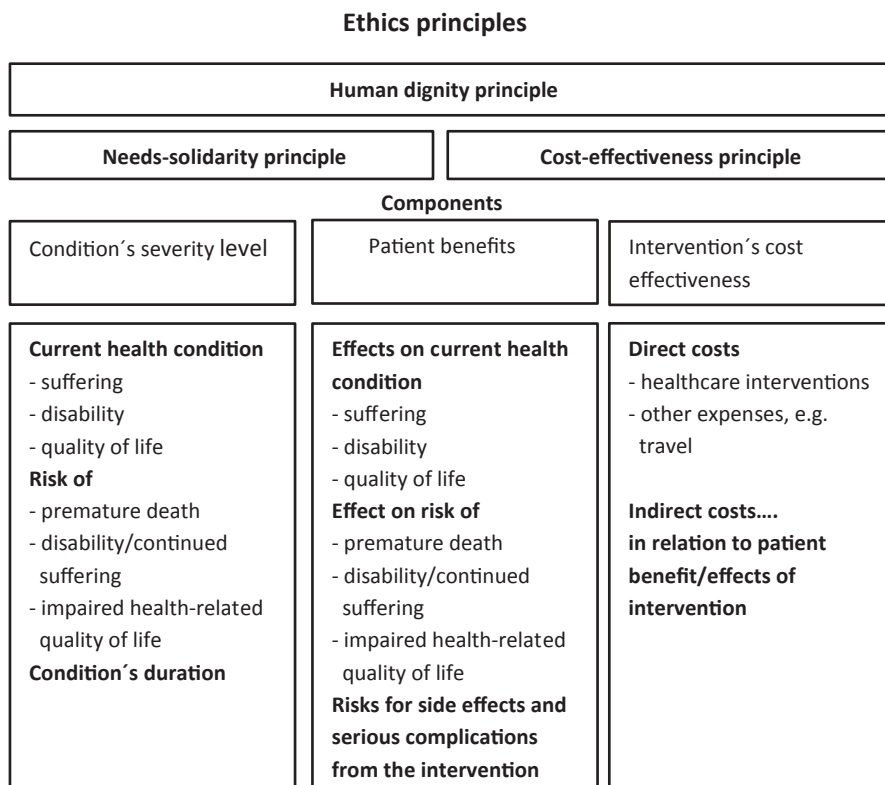 Ethics principles
Human dignity principle
Needs-solidarity principle
Cost-effectiveness principle
Components
Condition´s severity level
Patient benefits
Intervention´s cost
effectiveness
Current health condition
- suffering
- disability
- quality of life
Risk of
- premature death
- disability/continued
suffering
- impaired health-related
quality of life
Condition´s duration
Effects on current health
condition
- suffering
- disability
- quality of life
Effect on risk of
- premature death
- disability/continued
suffering
- impaired health-related
quality of life
Risks for side effects and
serious complications
from the intervention
Direct costs
- healthcare interventions
- other expenses, e.g.
travel
Indirect costs….
in relation to patient
benefit/effects of
intervention